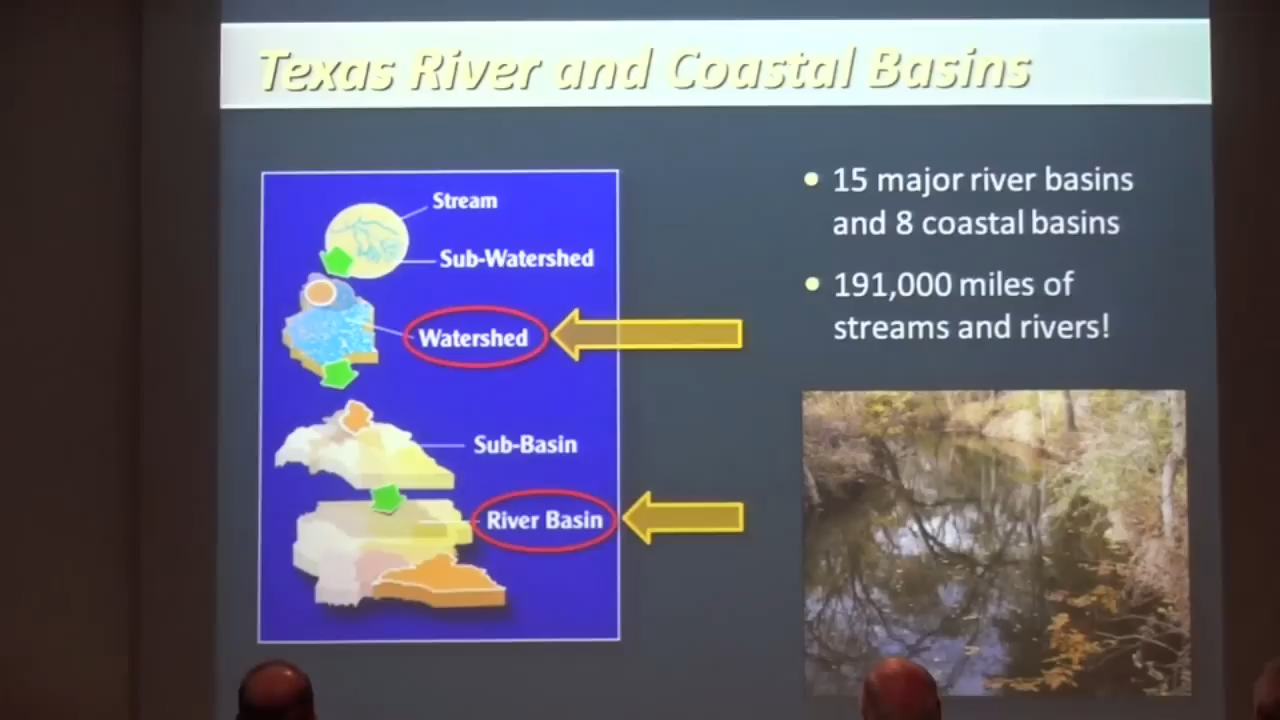 Texas River and Coastal Basins
Stream
Sub-Watershed
Watershed
Sub-Basin
River Basin
• 15 major river basins
and 8 coastal basins
• 191,000 miles of
streams and rivers!